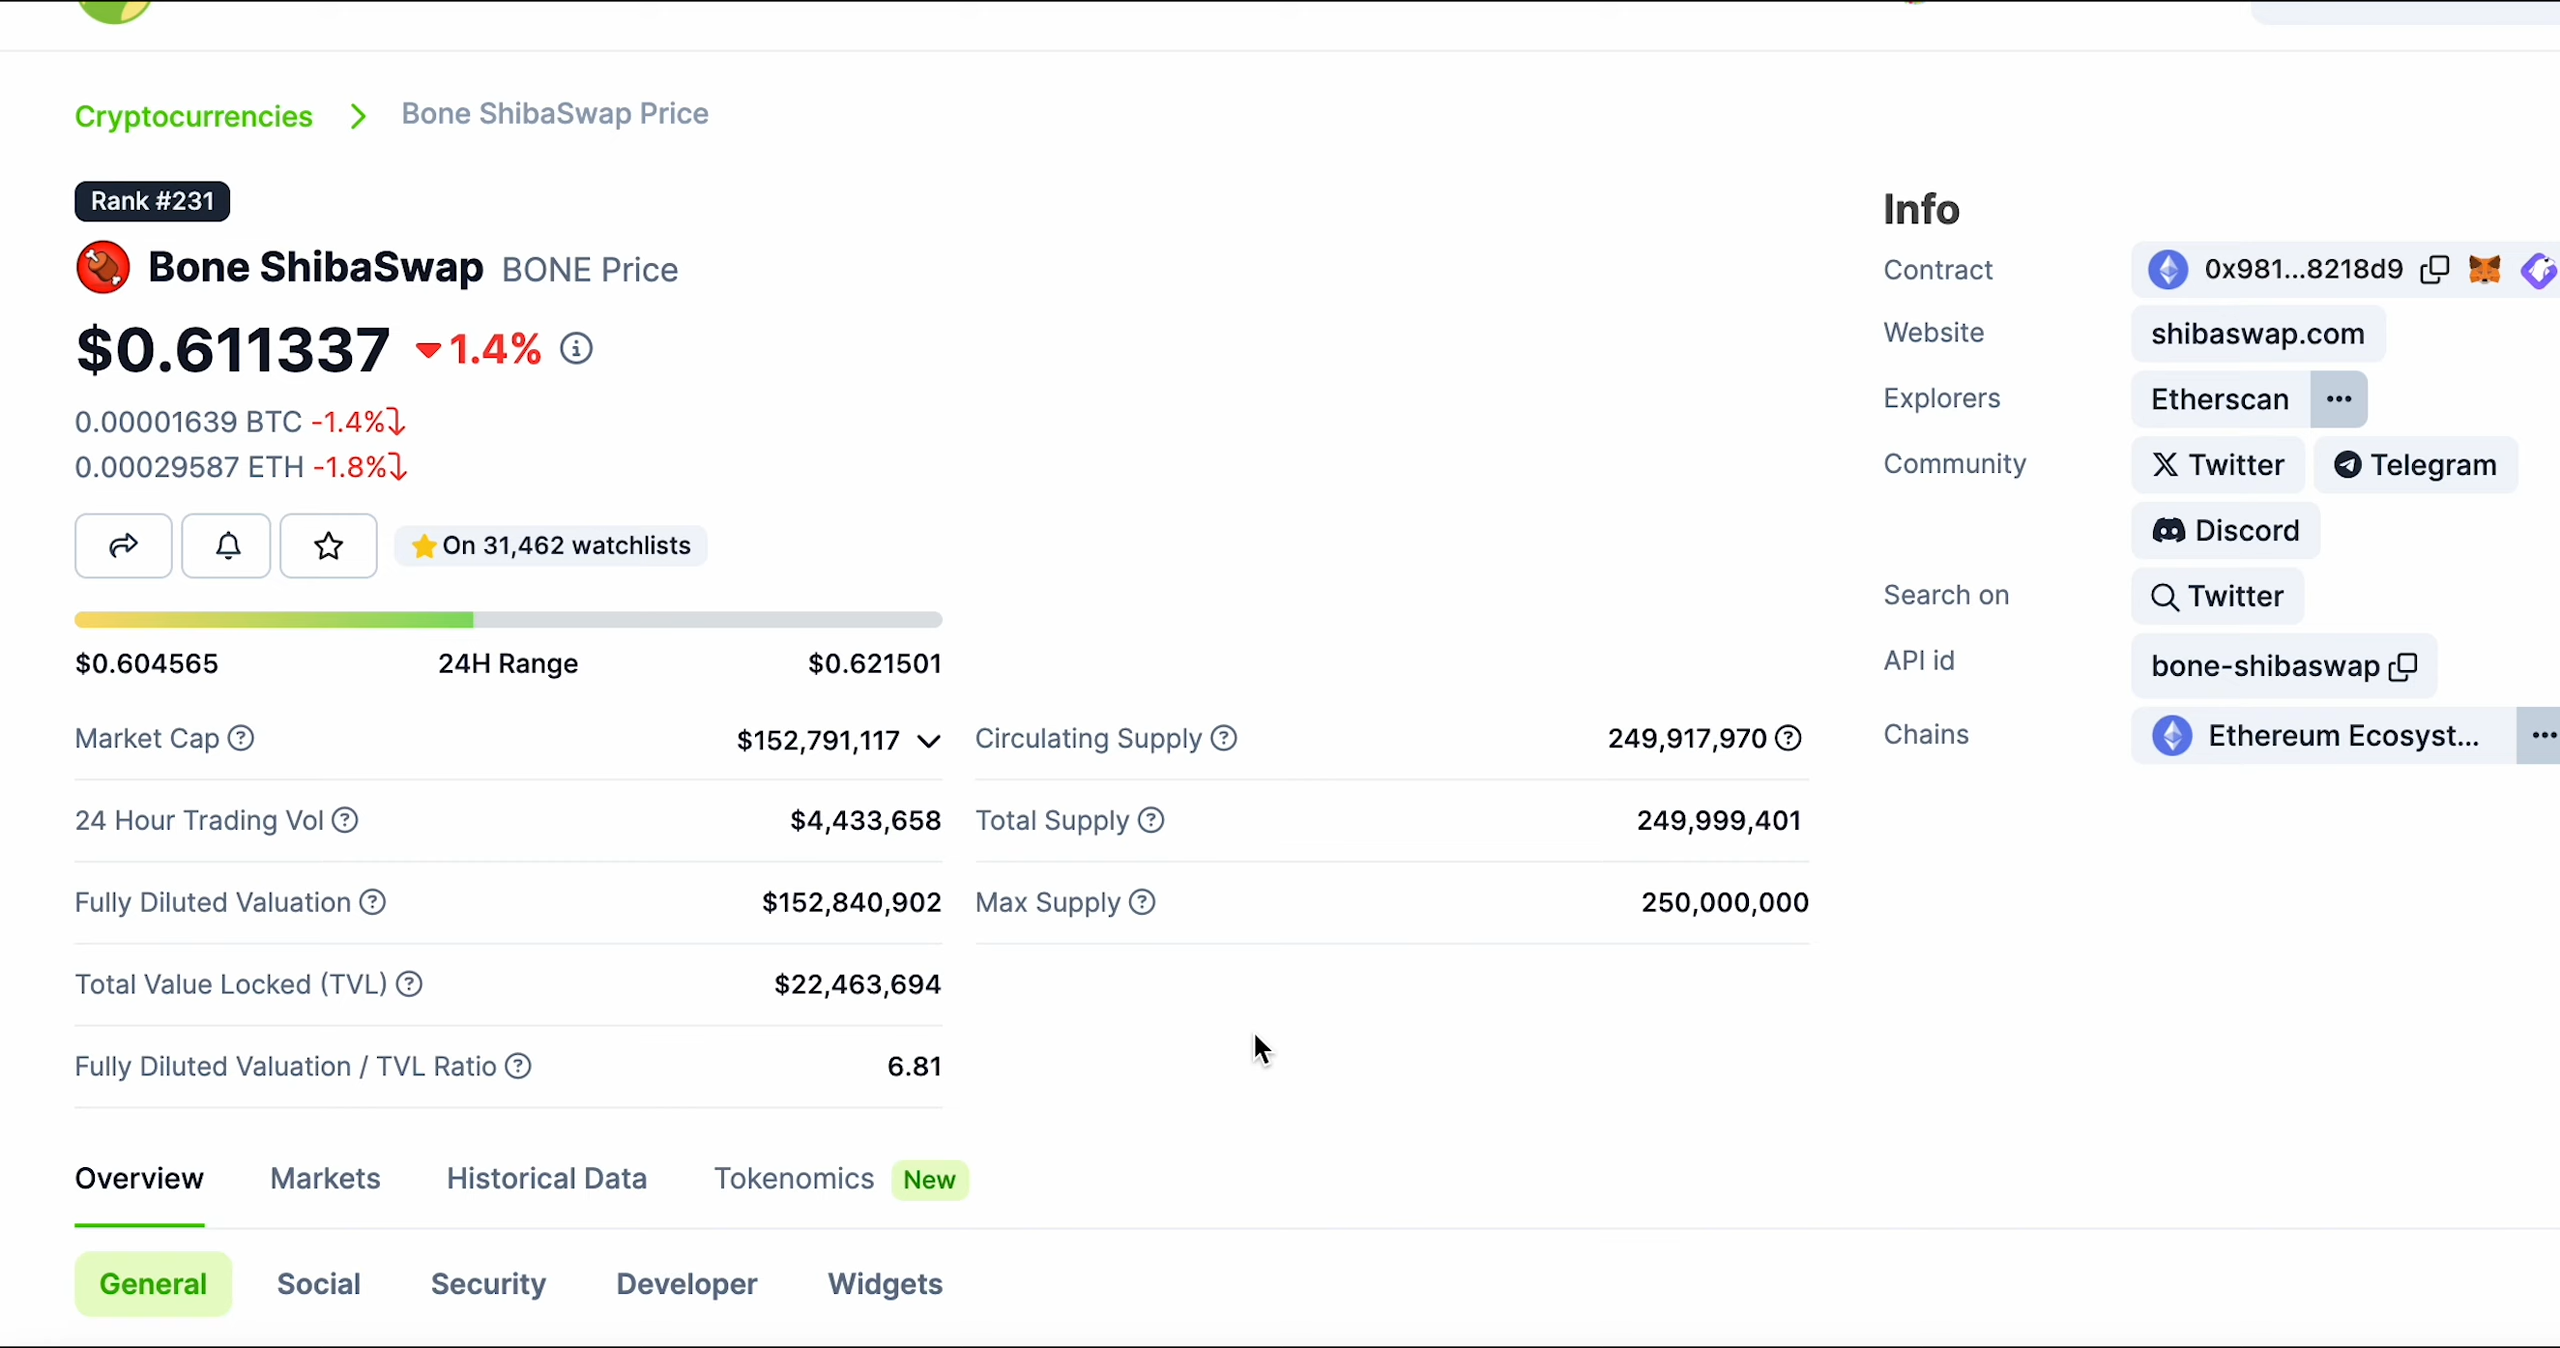 Cryptocurrencies
Bone ShibaSwap Price
Rank #231
Bone ShibaSwap BONE Price
$0.611337 1.4%
0.00001639 BTC -1.4%
0.00029587 ETH -1.8%
On 31,462 watchlists
$0.604565 24H Range $0.621501
Market Cap $152,791,117
24 Hour Trading Vol $4,433,658
Fully Diluted Valuation $152,840,902
Total Value Locked (TVL) $22,463,694
Fully Diluted Valuation / TVL Ratio 6.81
Circulating Supply 249,917,970
Total Supply 249,999,401
Max Supply 250,000,000
Info
Contract 0x981...8218d9
Website shibaswap.com
Explorers Etherscan ...
Community X Twitter Telegram
Discord
Search on Twitter
API id bone-shibaswap
Chains Ethereum Ecosyst... ...
Overview Markets Historical Data Tokenomics New
General Social Security Developer Widgets